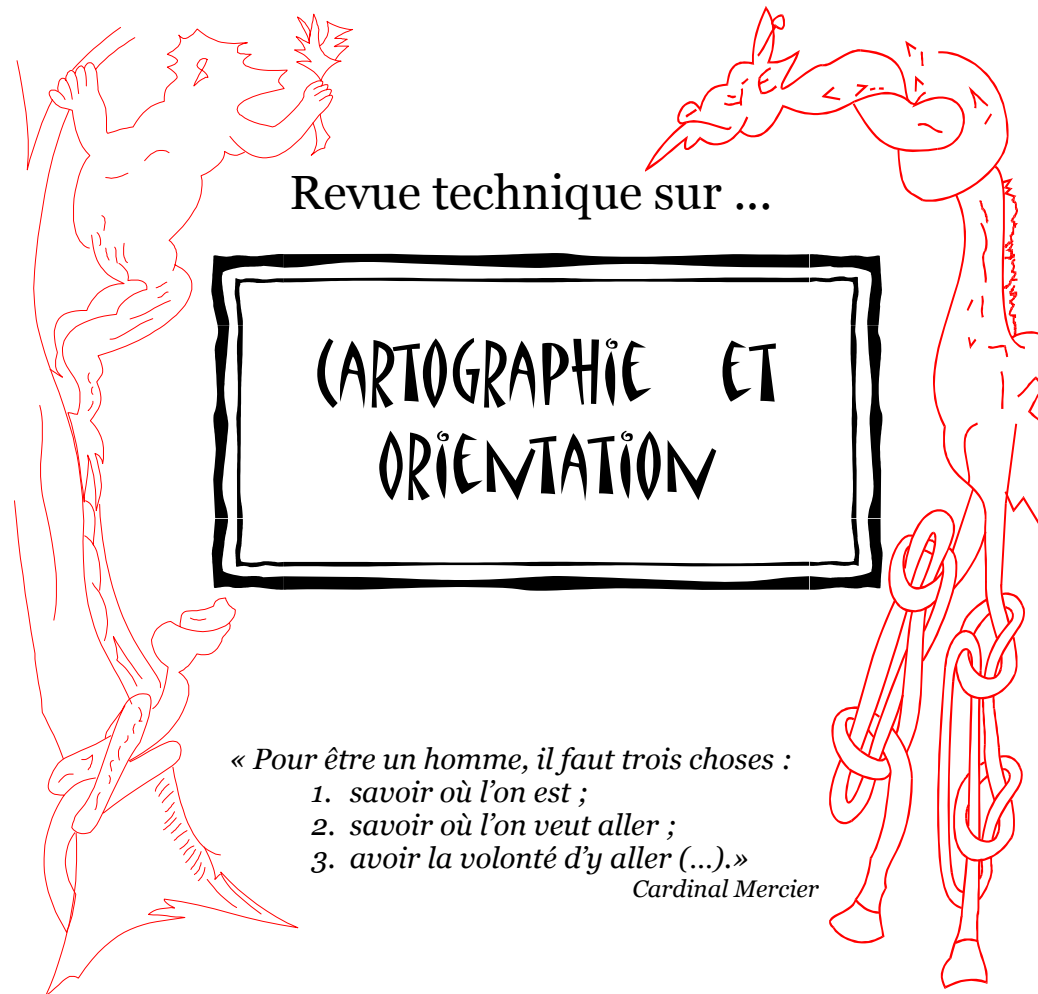 Revue technique sur ...
CARTOGRAPHiE ET
ORiENTATiON
« Pour être un homme, il faut trois choses :
1. savoir où l’on est ;
2. savoir où l’on veut aller ;
3. avoir la volonté d’y aller (...).»
Cardinal Mercier